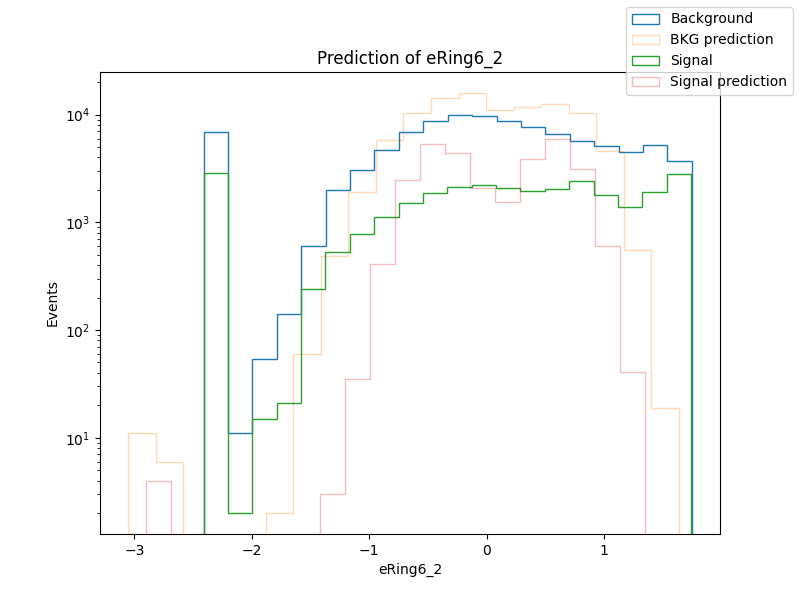 Prediction of eRing6_2
Background
BKG prediction
Signal
Signal prediction
Events
10⁴
10³
10²
10¹
−3
−2
−1
0
1
eRing6_2